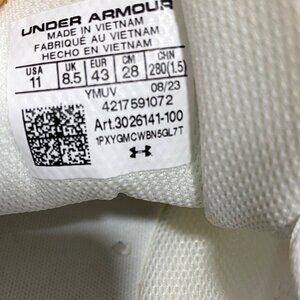 UNDER ARMOUR
MADE IN VIETNAM
FABRIQUÉ AU VIETNAM
HECHO EN VIETNAM
USA UK EUR CM CHN
11 8.5 43 28 280(1.5)
YMUV 08/23
4217591072
Art.3026141-100
1PXYGMCWBN5GL7T